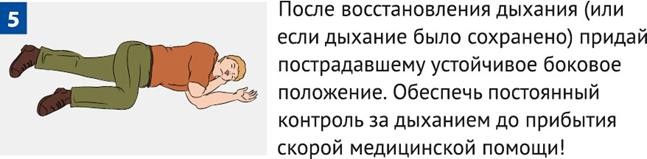 5
После восстановления дыхания (или
если дыхание было сохранено) придай
пострадавшему устойчивое боковое
положение. Обеспечь постоянный
контроль за дыханием до прибытия
скорой медицинской помощи!